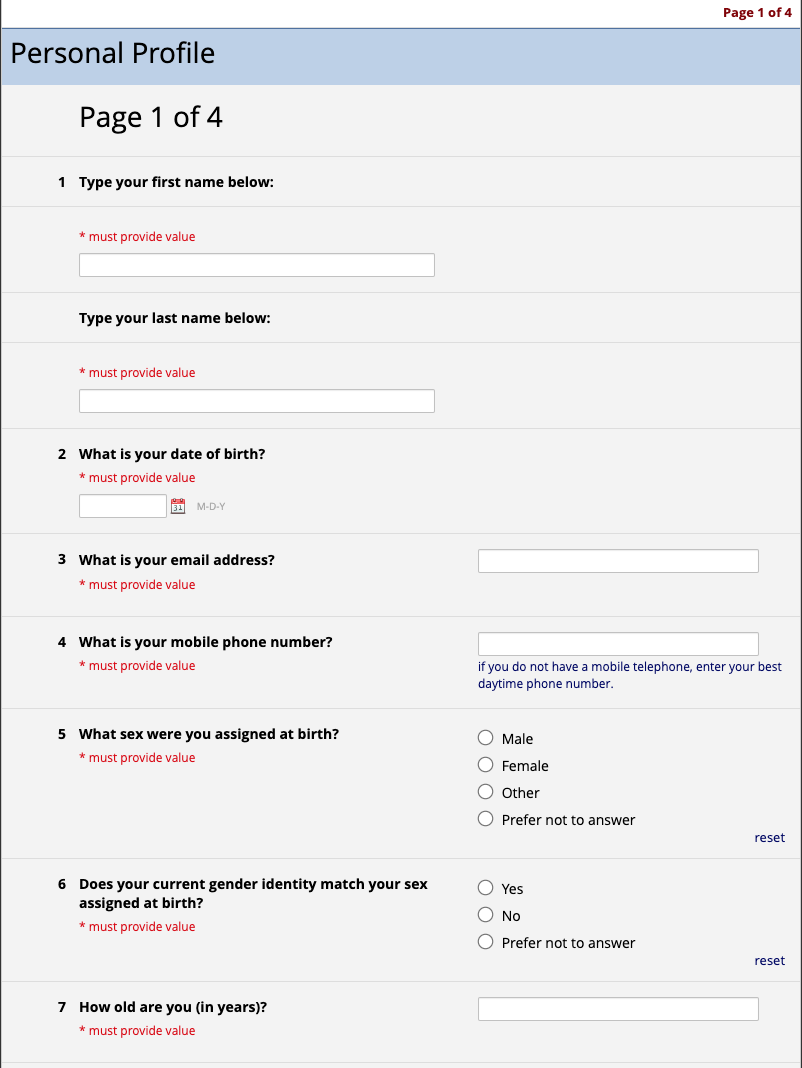 Page 1 of 4
Personal Profile
Page 1 of 4
1 Type your first name below:
* must provide value
Type your last name below:
* must provide value
2 What is your date of birth?
* must provide value
31 M-D-Y
3 What is your email address?
* must provide value
4 What is your mobile phone number?
* must provide value
if you do not have a mobile telephone, enter your best
daytime phone number.
5 What sex were you assigned at birth?
* must provide value
Male
Female
Other
Prefer not to answer
reset
6 Does your current gender identity match your sex
assigned at birth?
* must provide value
Yes
No
Prefer not to answer
reset
7 How old are you (in years)?
* must provide value